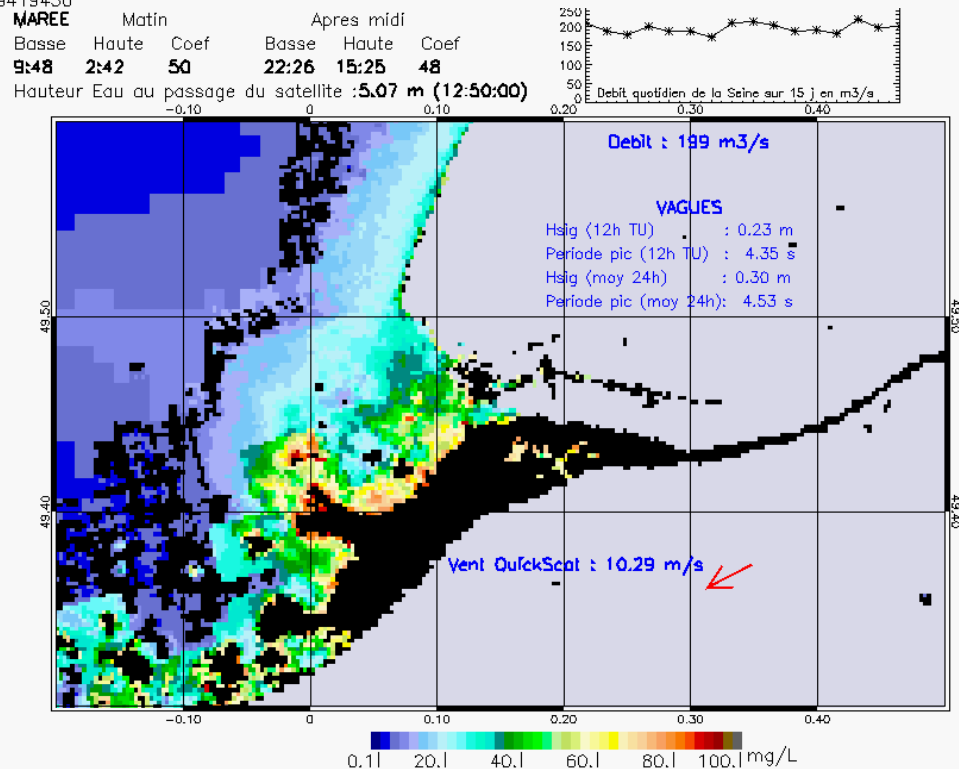 MAREE Matin Apres midi
Basse Haute Coef Basse Haute Coef
9:48 2:42 50 22:26 15:25 48
Hauteur Eau au passage du satellite :5.07 m (12:50:00)
250
200
150
100
50
0
Debit quotidien de la Seine sur 15 j en m3/s
-0.10 0 0.10 0.20 0.30 0.40
Debit : 199 m3/s
VAGUES
Hsig (12h TU) : 0.23 m
Periode pic (12h TU) : 4.35 s
Hsig (moy 24h) : 0.30 m
Periode pic (moy 24h): 4.53 s
49.50 49.50
49.40 49.40
Vent QuickScat : 10.29 m/s
-0.10 0 0.10 0.20 0.30 0.40
0.1 20. 40. 60. 80. 100. mg/L